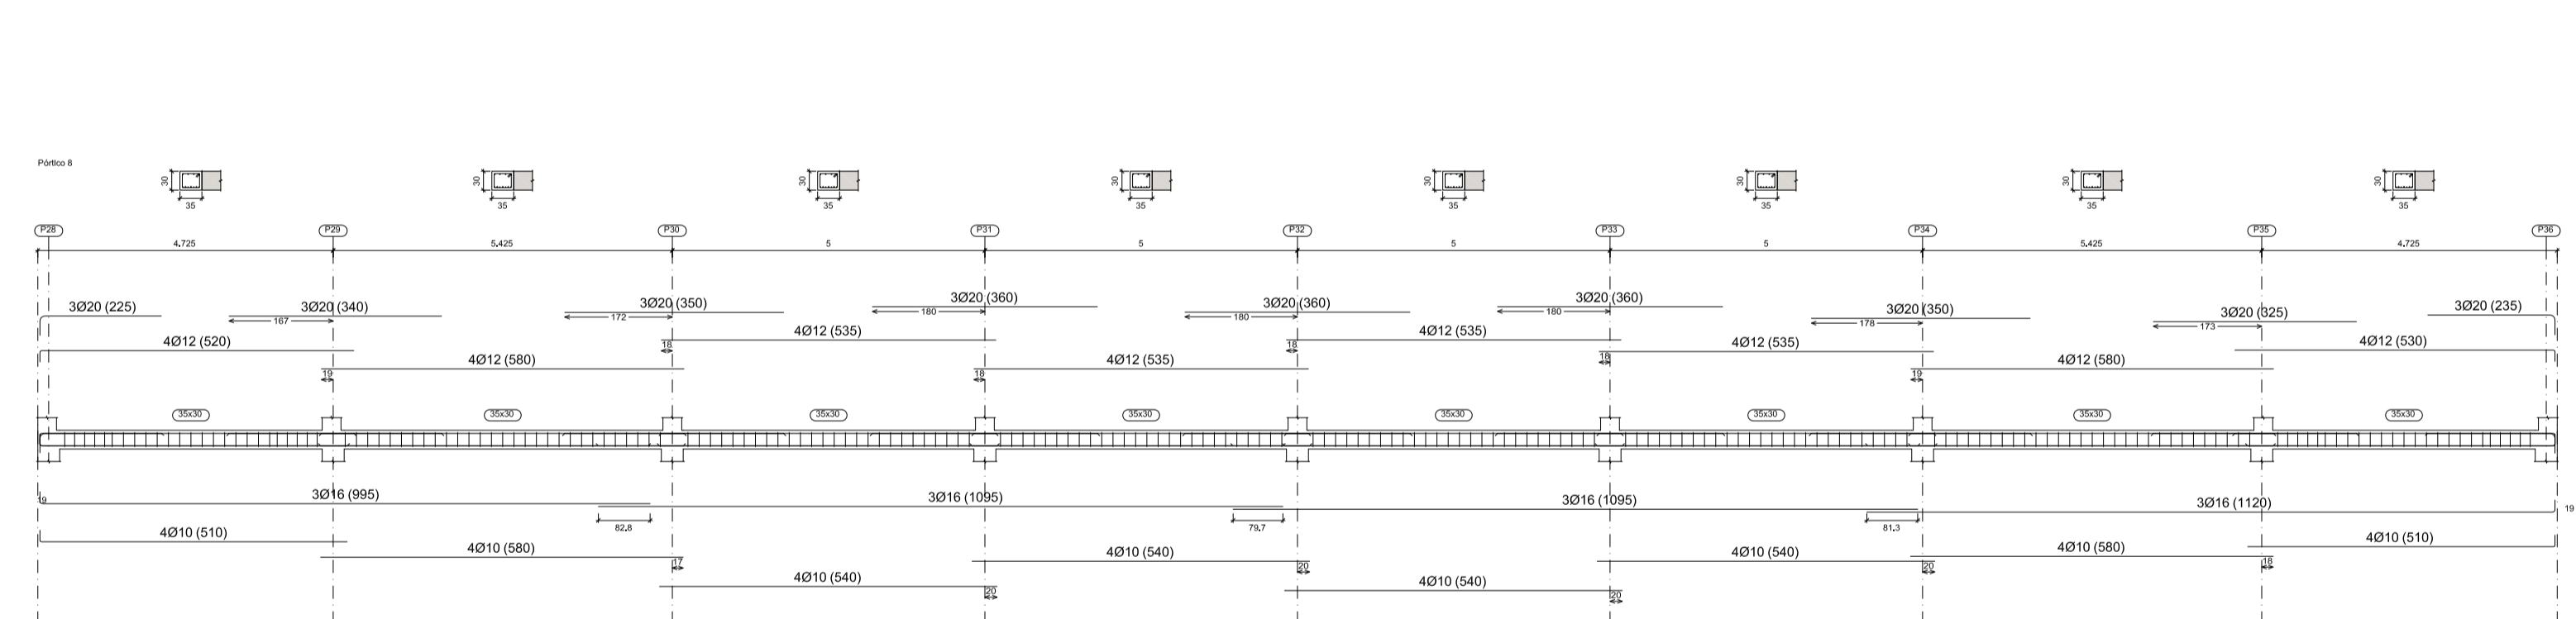 Pórtico 8
30 30 30 30 30 30 30 30
35 35 35 35 35 35 35 35
P28 P29 P30 P31 P32 P33 P34 P35 P36
4.725 5.425 5 5 5 5 5.425 4.725
3Ø20 (225) 3Ø20 (340) 3Ø20 (350) 3Ø20 (360) 3Ø20 (360) 3Ø20 (360) 3Ø20 (350) 3Ø20 (325) 3Ø20 (235)
167 172 180 180 180 178 173
4Ø12 (520) 4Ø12 (535) 4Ø12 (535) 4Ø12 (535) 4Ø12 (530)
18 18 18
4Ø12 (580) 4Ø12 (535) 4Ø12 (580)
19 18 19
35x30 35x30 35x30 35x30 35x30 35x30 35x30 35x30
19 3Ø16 (995) 3Ø16 (1095) 3Ø16 (1095) 3Ø16 (1120) 19
82.8 79.7 81.3
4Ø10 (510) 4Ø10 (510)
4Ø10 (580) 4Ø10 (540) 4Ø10 (540) 4Ø10 (580)
17 20 20 18
4Ø10 (540) 4Ø10 (540)
20 20